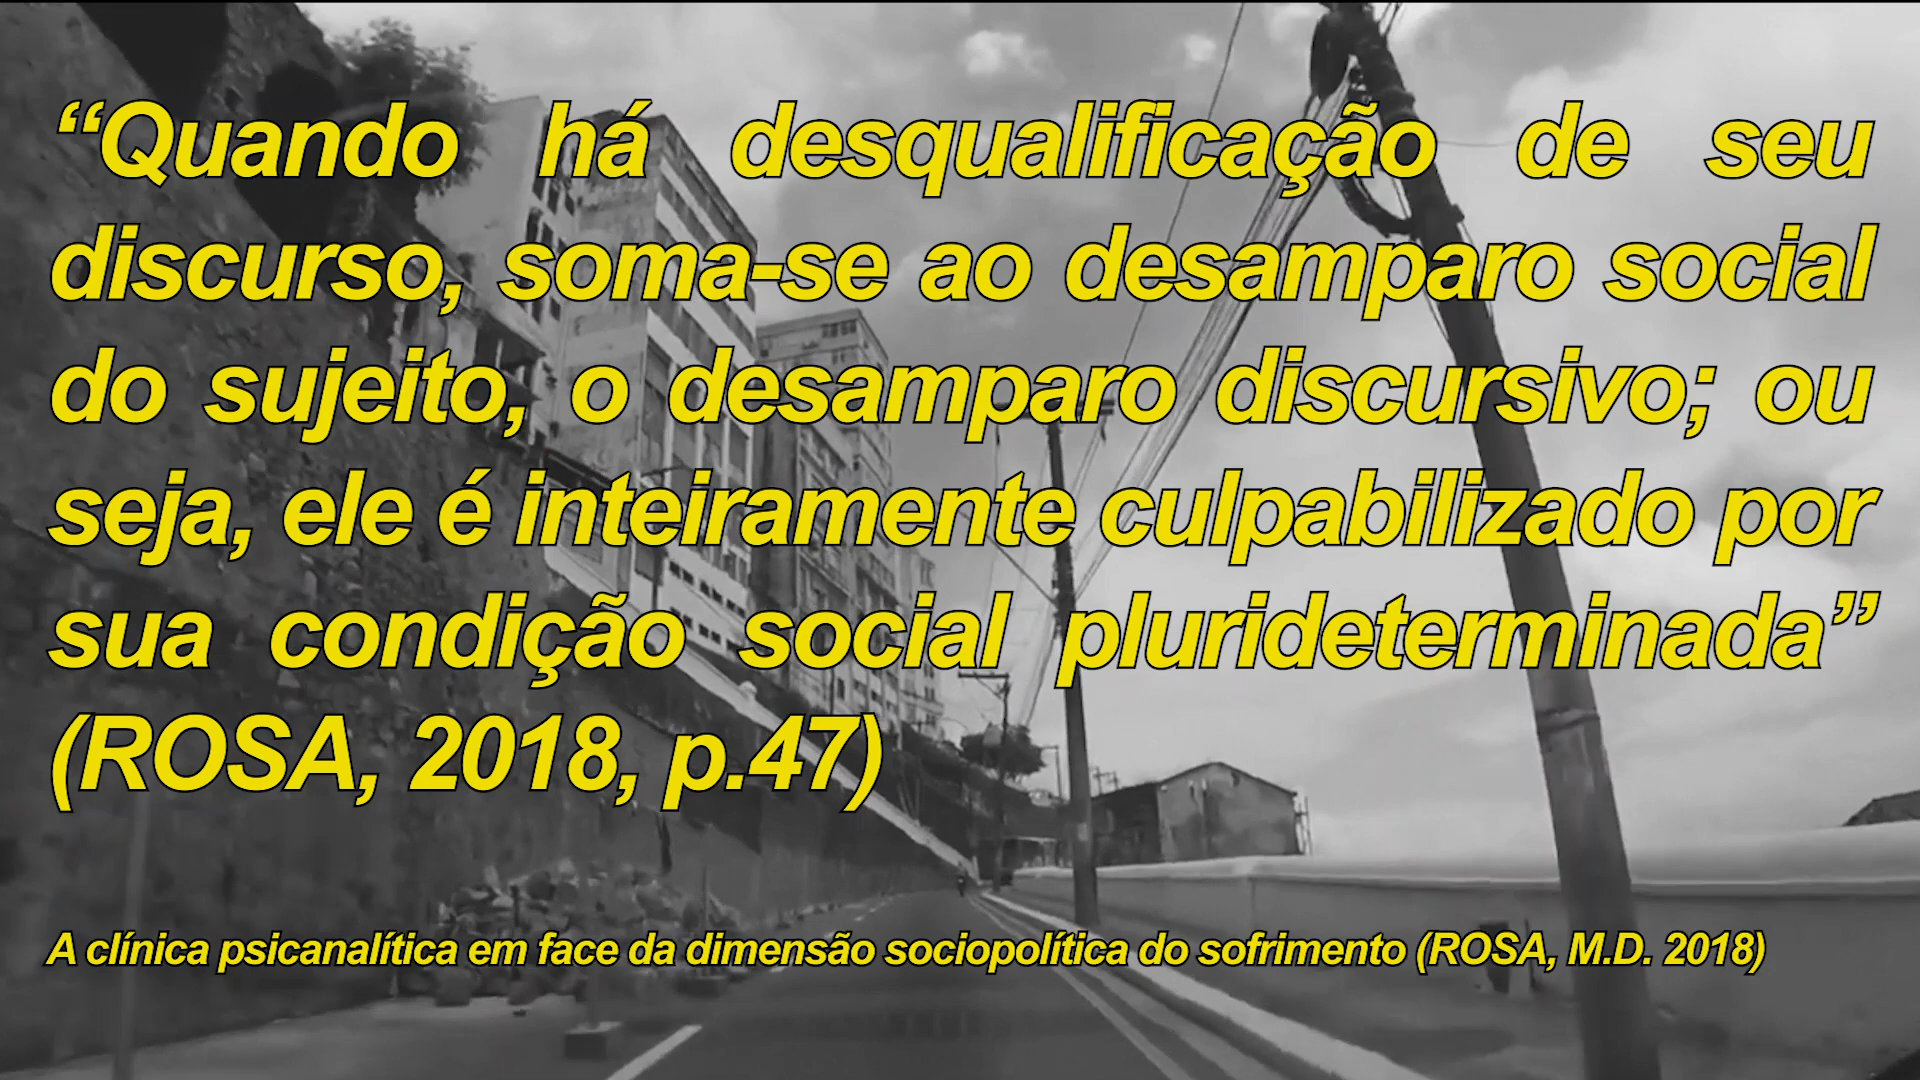 “Quando há desqualificação de seu
discurso, soma-se ao desamparo social
do sujeito, o desamparo discursivo; ou
seja, ele é inteiramente culpabilizado por
sua condição social plurideterminada”
(ROSA, 2018, p.47)
A clínica psicanalítica em face da dimensão sociopolítica do sofrimento (ROSA, M.D. 2018)